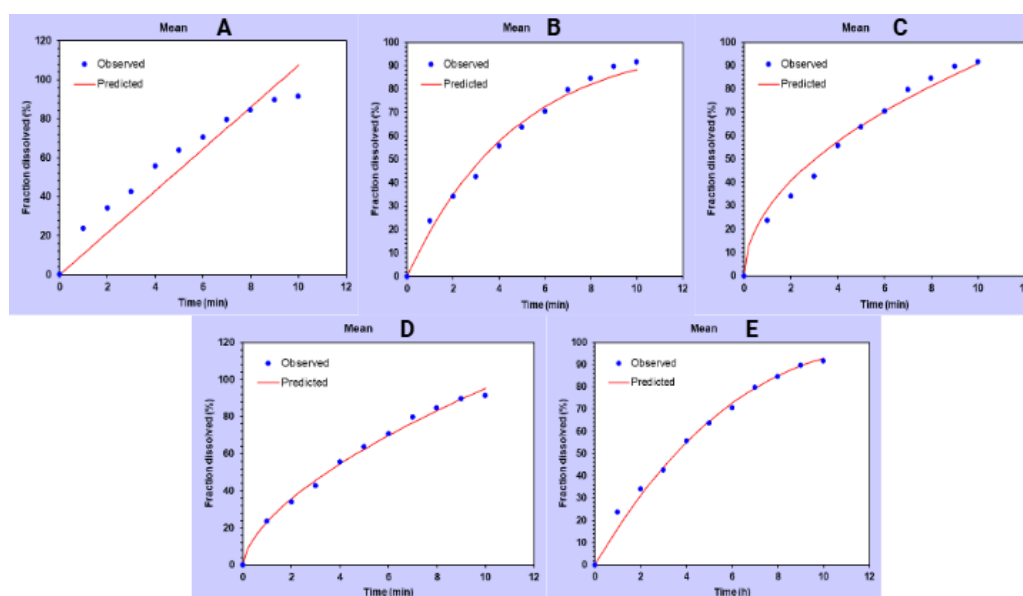 Mean A
Observed
Predicted
Fraction dissolved (%)
120
100
80
60
40
20
0
0 2 4 6 8 10 12
Time (min)
Mean B
Observed
Predicted
Fraction dissolved (%)
100
90
80
70
60
50
40
30
20
10
0
0 2 4 6 8 10 12
Time (min)
Mean C
Observed
Predicted
Fraction dissolved (%)
100
90
80
70
60
50
40
30
20
10
0
0 2 4 6 8 10 12
Time (min)
Mean D
Observed
Predicted
Fraction dissolved (%)
120
100
80
60
40
20
0
0 2 4 6 8 10 12
Time (min)
Mean E
Observed
Predicted
Fraction dissolved (%)
100
90
80
70
60
50
40
30
20
10
0
0 2 4 6 8 10 12
Time (h)